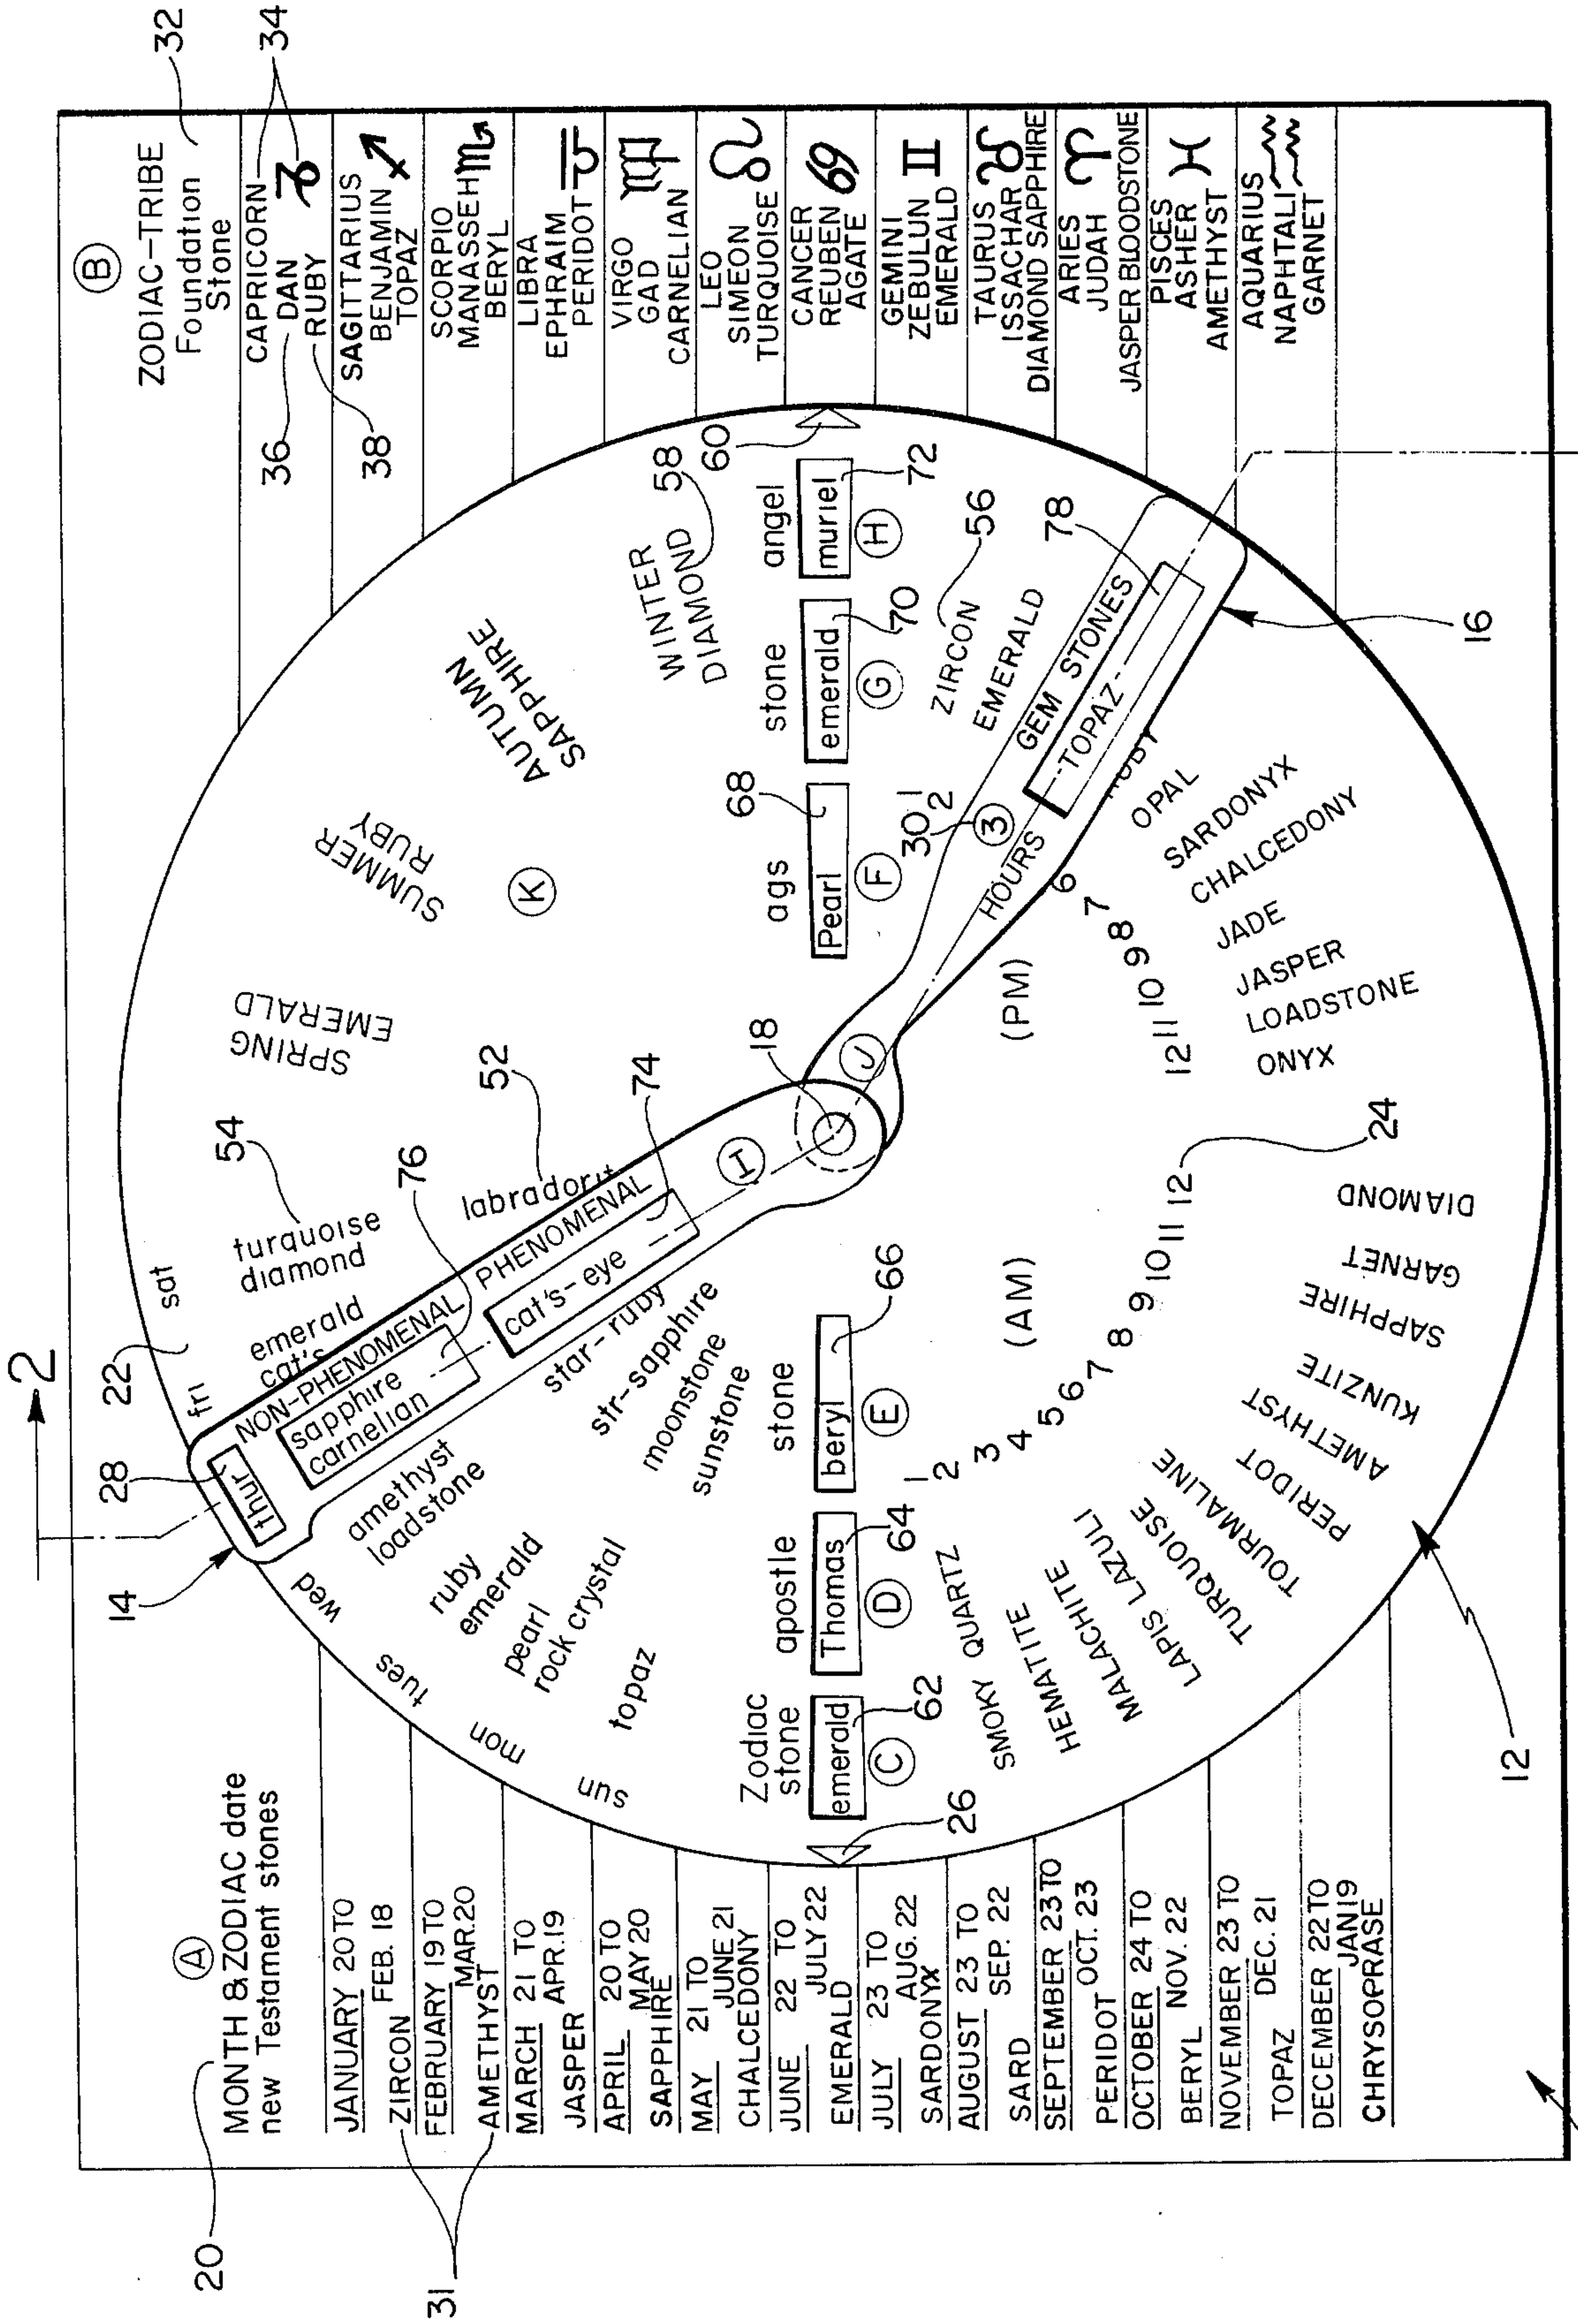 2
20
(A)
MONTH & ZODIAC date
new Testament stones
JANUARY 20 TO
FEB. 18
ZIRCON
FEBRUARY 19 TO
MAR.20
AMETHYST
MARCH 21 TO
APR.19
JASPER
APRIL 20 TO
MAY 20
SAPPHIRE
MAY 21 TO
JUNE 21
CHALCEDONY
JUNE 22 TO
JULY 22
EMERALD
JULY 23 TO
AUG. 22
SARDONYX
AUGUST 23 TO
SEP. 22
SARD
SEPTEMBER 23 TO
OCT. 23
PERIDOT
OCTOBER 24 TO
NOV. 22
BERYL
NOVEMBER 23 TO
DEC. 21
TOPAZ
DECEMBER 22 TO
JAN 19
CHRYSOPRASE
31
14
28
22
sun
mon
tues
wed
thur.
fri
sat
topaz
pearl
rock crystal
ruby
emerald
amethyst
loadstone
NON-PHENOMENAL
sapphire
carnelian
76
emerald
cat's
turquoise
diamond
54
sunstone
moonstone
str-sapphire
star-ruby
PHENOMENAL
cat's-eye
74
labradorit
52
(I)
18
(J)
SPRING
EMERALD
SUMMER
RUBY
AUTUMN
SAPPHIRE
WINTER
DIAMOND
58
(K)
26
Zodiac
stone
emerald
62
(C)
apostle
Thomas
64
(D)
stone
beryl
66
(E)
ags
Pearl
68
(F)
stone
emerald
70
(G)
angel
muriel
72
(H)
60
(AM)
1
2
3
4
5
6
7
8
9
10
11
12
24
SMOKY QUARTZ
HEMATITE
MALACHITE
LAPIS LAZULI
TURQUOISE
TOURMALINE
PERIDOT
AMETHYST
KUNZITE
SAPPHIRE
GARNET
DIAMOND
(PM)
30
1
2
(3)
HOURS
6
7
8
9
10
11
12
ZIRCON
56
EMERALD
GEM STONES
TOPAZ
78
OPAL
SARDONYX
CHALCEDONY
JADE
JASPER
LOADSTONE
ONYX
16
12
(B)
ZODIAC-TRIBE
Foundation
Stone
32
34
36
38
CAPRICORN
DAN
RUBY
SAGITTARIUS
BENJAMIN
TOPAZ
SCORPIO
MANASSEH
BERYL
LIBRA
EPHRAIM
PERIDOT
VIRGO
GAD
CARNELIAN
LEO
SIMEON
TURQUOISE
CANCER
REUBEN
AGATE
GEMINI
ZEBULUN
EMERALD
TAURUS
ISSACHAR
DIAMOND SAPPHIRE
ARIES
JUDAH
JASPER BLOODSTONE
PISCES
ASHER
AMETHYST
AQUARIUS
NAPHTALI
GARNET